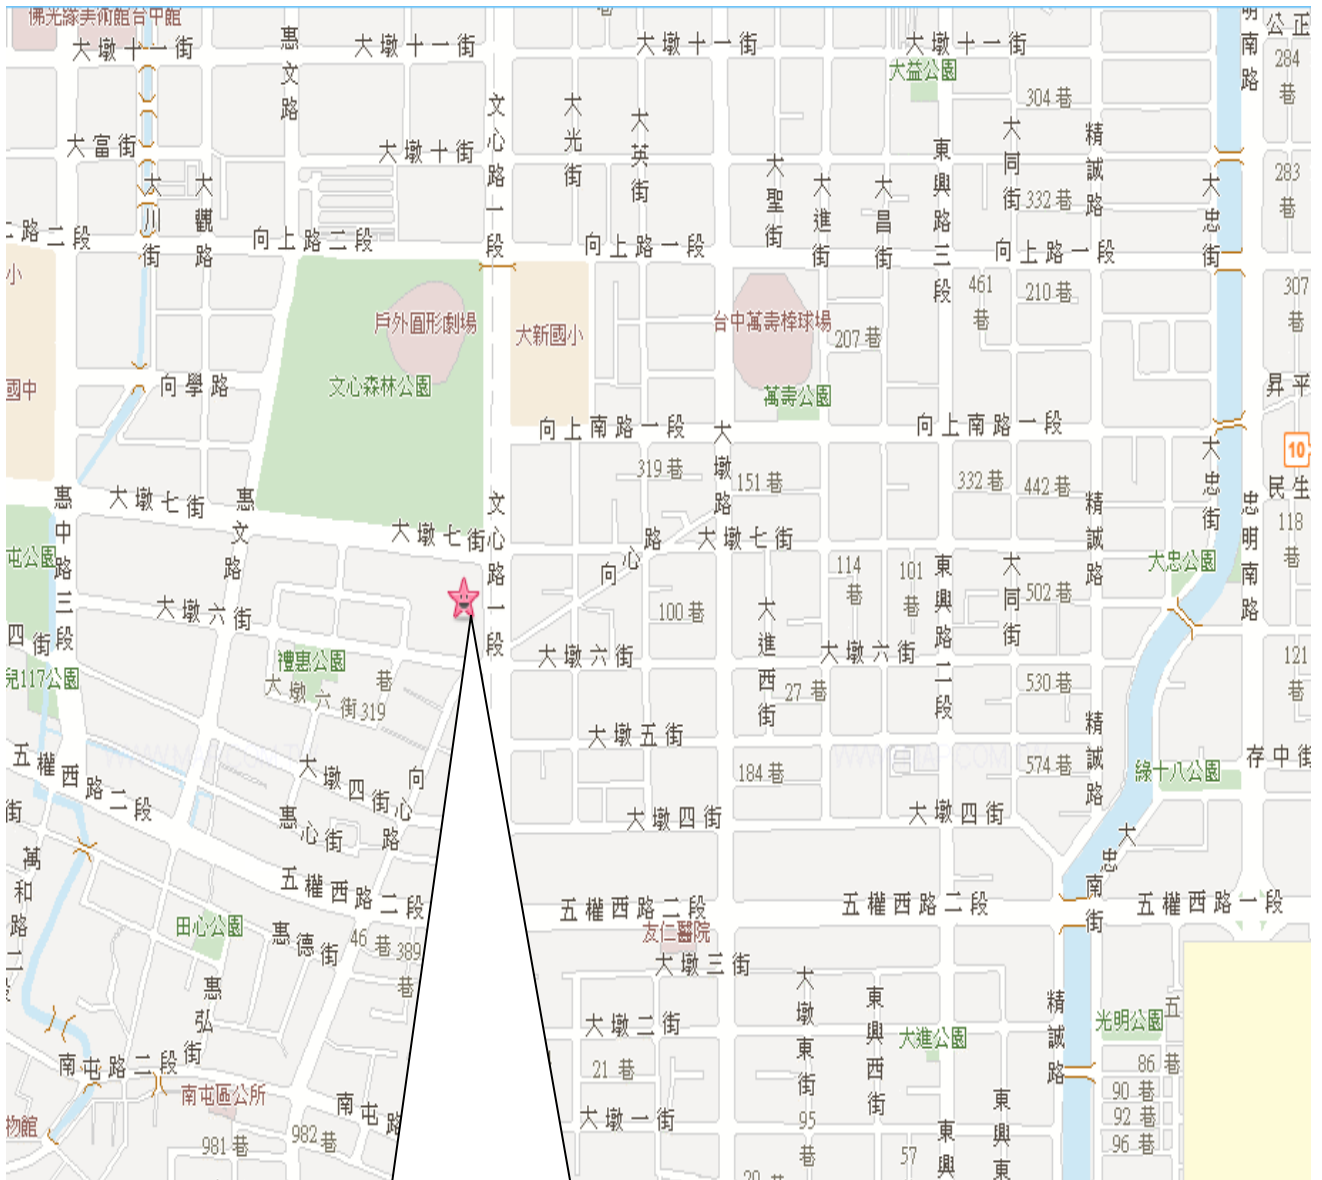 佛光緣美術館台中館
大墩十一街
惠文路
大墩十一街
大墩十一街
大墩十一街
公正
284巷
明南路
大益公園
304巷
大富街
大墩十街
文心路一段
大光街
大英街
大聖街
大進街
大昌街
東興路三段
大同街
332巷
精誠路
大忠街
283巷
大川街
大觀路
路二段
向上路二段
向上路一段
向上路一段
461巷
210巷
307巷
小
國中
戶外圓形劇場
文心森林公園
大新國小
台中萬壽棒球場
207巷
萬壽公園
向學路
昇平
向上南路一段
向上南路一段
大墩路
319巷
151巷
332巷
442巷
大忠街
10
民生
118巷
惠中路三段
大墩七街
惠文路
大墩七街
文心路一段
向心路
大墩七街
精誠路
忠明南路
屯公園
大忠公園
114巷
101巷
東興路二段
大同街
502巷
大墩六街
100巷
大進西街
四街
大墩六街
大墩六街
121巷
兒117公園
禮惠公園
大墩六街319巷
27巷
530巷
大墩五街
精誠路
五權西路二段
184巷
574巷
存中街
綠十八公園
大墩四街
向心路
惠心街
大墩四街
大墩四街
街
萬和路二段
大忠南街
五權西路二段
五權西路二段
五權西路二段
五權西路一段
田心公園
惠德街
46巷
389巷
友仁醫院
大墩三街
惠弘街
大墩東街
東興西街
精誠路
光明公園
五
大墩二街
大進公園
南屯路二段
21巷
86巷
南屯區公所
90巷
南屯路
大墩一街
92巷
物館
981巷
982巷
95巷
57
東興
東興東
96巷